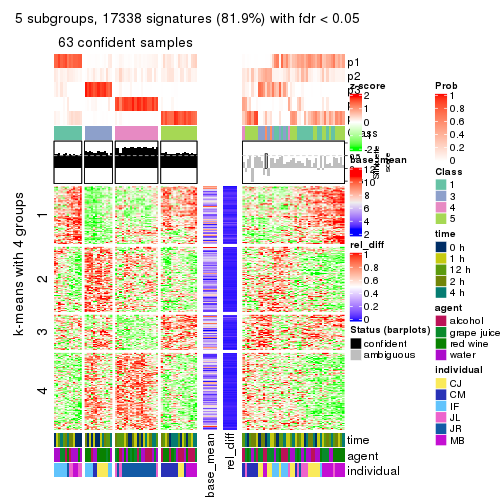 5 subgroups, 17338 signatures (81.9%) with fdr < 0.05
63 confident samples
p1
p2
z-score
2
1
0
-2
base_mean
12
10
8
6
4
2
rel_diff
1
0.8
0.6
0.4
0.2
0
Status (barplots)
confident
ambiguous
Prob
1
0.8
0.6
0.4
0.2
0
Class
1
3
4
5
time
0 h
1 h
12 h
2 h
4 h
agent
alcohol
grape juice
red wine
water
individual
CJ
CM
IF
JL
JR
MB
k-means with 4 groups
1
2
3
4
time
agent
individual
base_mean
rel_diff